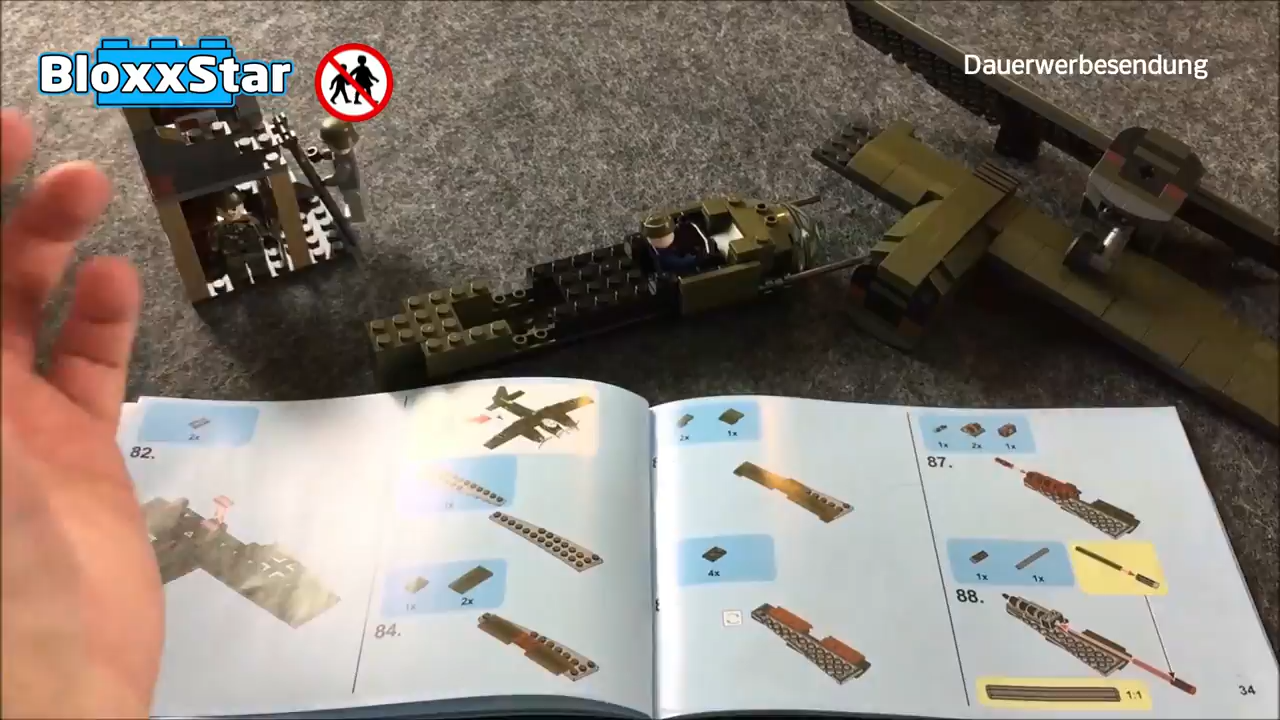 BloxxStar
Dauerwerbesendung
2x
82.
1x
2x
84.
2x
1x
4x
1x
2x
1x
87.
1x
1x
88.
1:1
34